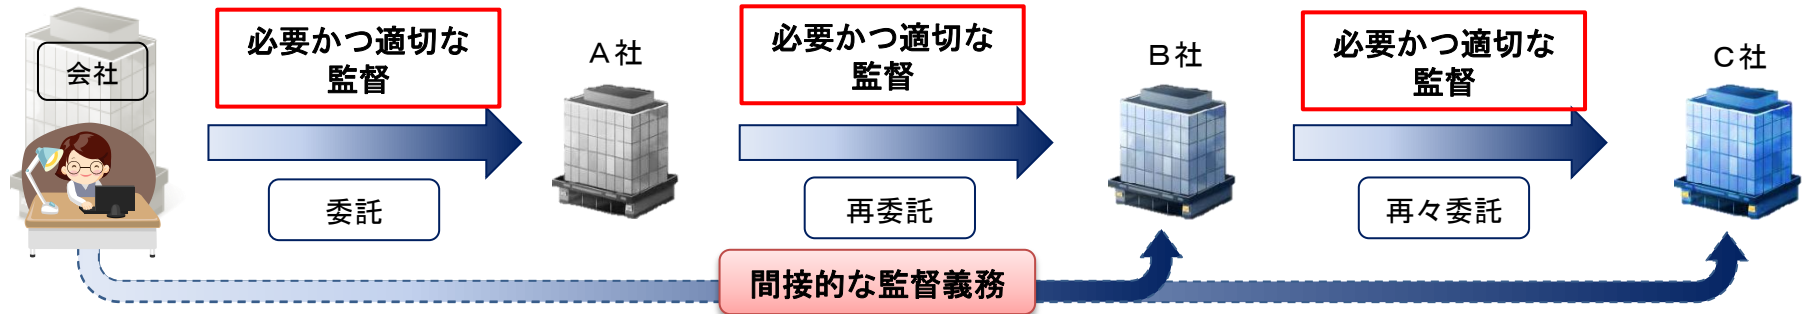 会社
必要かつ適切な
監督
委託
A社
必要かつ適切な
監督
再委託
B社
必要かつ適切な
監督
再々委託
C社
間接的な監督義務